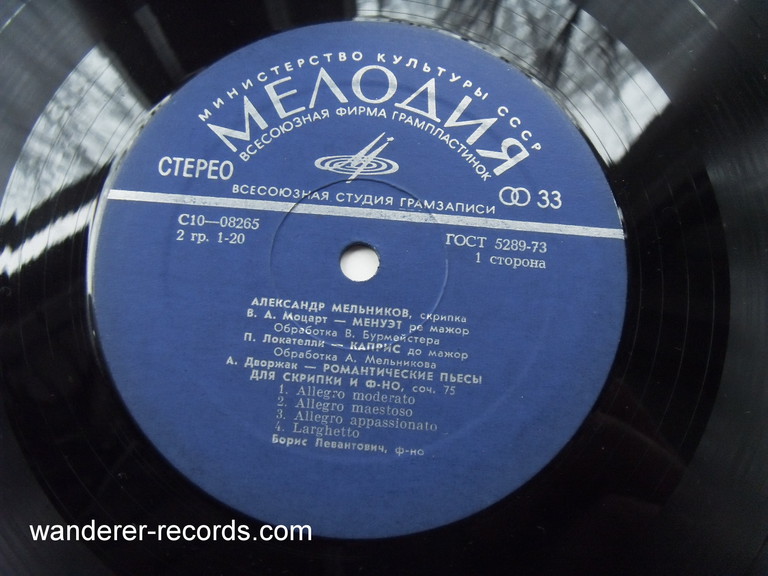 МИНИСТЕРСТВО КУЛЬТУРЫ СССР
МЕЛОДИЯ
ВСЕСОЮЗНАЯ ФИРМА ГРАМПЛАСТИНОК
СТЕРЕО
33
ВСЕСОЮЗНАЯ СТУДИЯ ГРАМЗАПИСИ
С10—08265
2 гр. 1-20
ГОСТ 5289-73
1 сторона
АЛЕКСАНДР МЕЛЬНИКОВ, скрипка
В. А. Моцарт — МЕНУЭТ ре мажор
Обработка В. Бурмейстера
П. Локателли — КАПРИС до мажор
Обработка А. Мельникова
А. Дворжак — РОМАНТИЧЕСКИЕ ПЬЕСЫ
ДЛЯ СКРИПКИ И Ф-НО, соч. 75
1. Allegro moderato
2. Allegro maestoso
3. Allegro appassionato
4. Larghetto
Борис Левантович, ф-но
wanderer-records.com